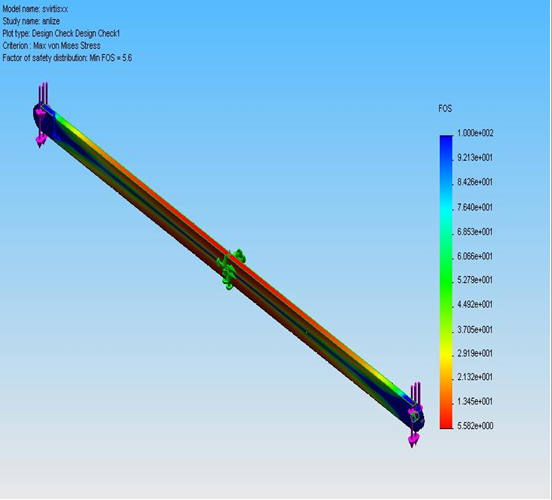 Model name: svirtisxx
Study name: anlize
Plot type: Design Check Design Check1
Criterion : Max von Mises Stress
Factor of safety distribution: Min FOS = 5.6
FOS
1.000e+002
9.213e+001
8.426e+001
7.640e+001
6.853e+001
6.066e+001
5.279e+001
4.492e+001
3.705e+001
2.919e+001
2.132e+001
1.345e+001
5.582e+000